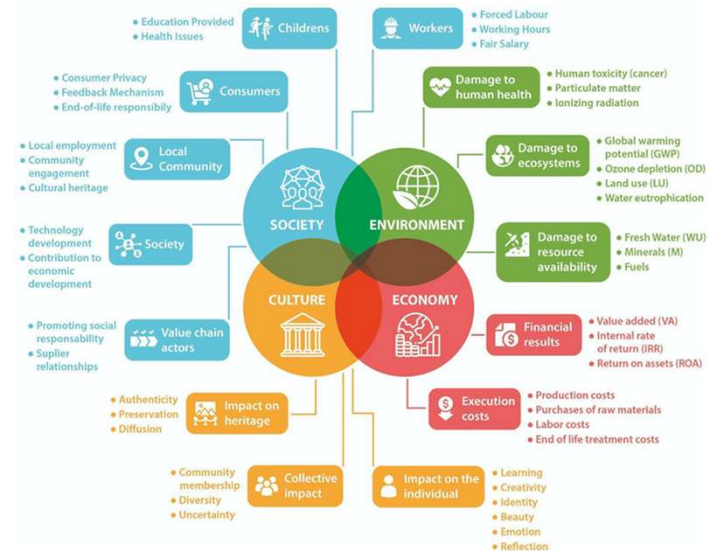 • Education Provided
• Health Issues
Childrens
Workers
• Forced Labour
• Working Hours
• Fair Salary
• Consumer Privacy
• Feedback Mechanism
• End-of-life responsibily
Consumers
Damage to
human health
• Human toxicity (cancer)
• Particulate matter
• Ionizing radiation
• Local employment
• Community
engagement
• Cultural heritage
Local
Community
Damage to
ecosystems
• Global warming
potential (GWP)
• Ozone depletion (OD)
• Land use (LU)
• Water eutrophication
SOCIETY
ENVIRONMENT
• Technology
development
• Contribution to
economic
development
Society
Damage to
resource
availability
• Fresh Water (WU)
• Minerals (M)
• Fuels
CULTURE
ECONOMY
• Promoting social
responsability
• Suplier
relationships
Value chain
actors
Financial
results
• Value added (VA)
• Internal rate
of return (IRR)
• Return on assets (ROA)
• Authenticity
• Preservation
• Diffusion
Impact on
heritage
Execution
costs
• Production costs
• Purchases of raw materials
• Labor costs
• End of life treatment costs
• Community
membership
• Diversity
• Uncertainty
Collective
impact
Impact on the
individual
• Learning
• Creativity
• Identity
• Beauty
• Emotion
• Reflection